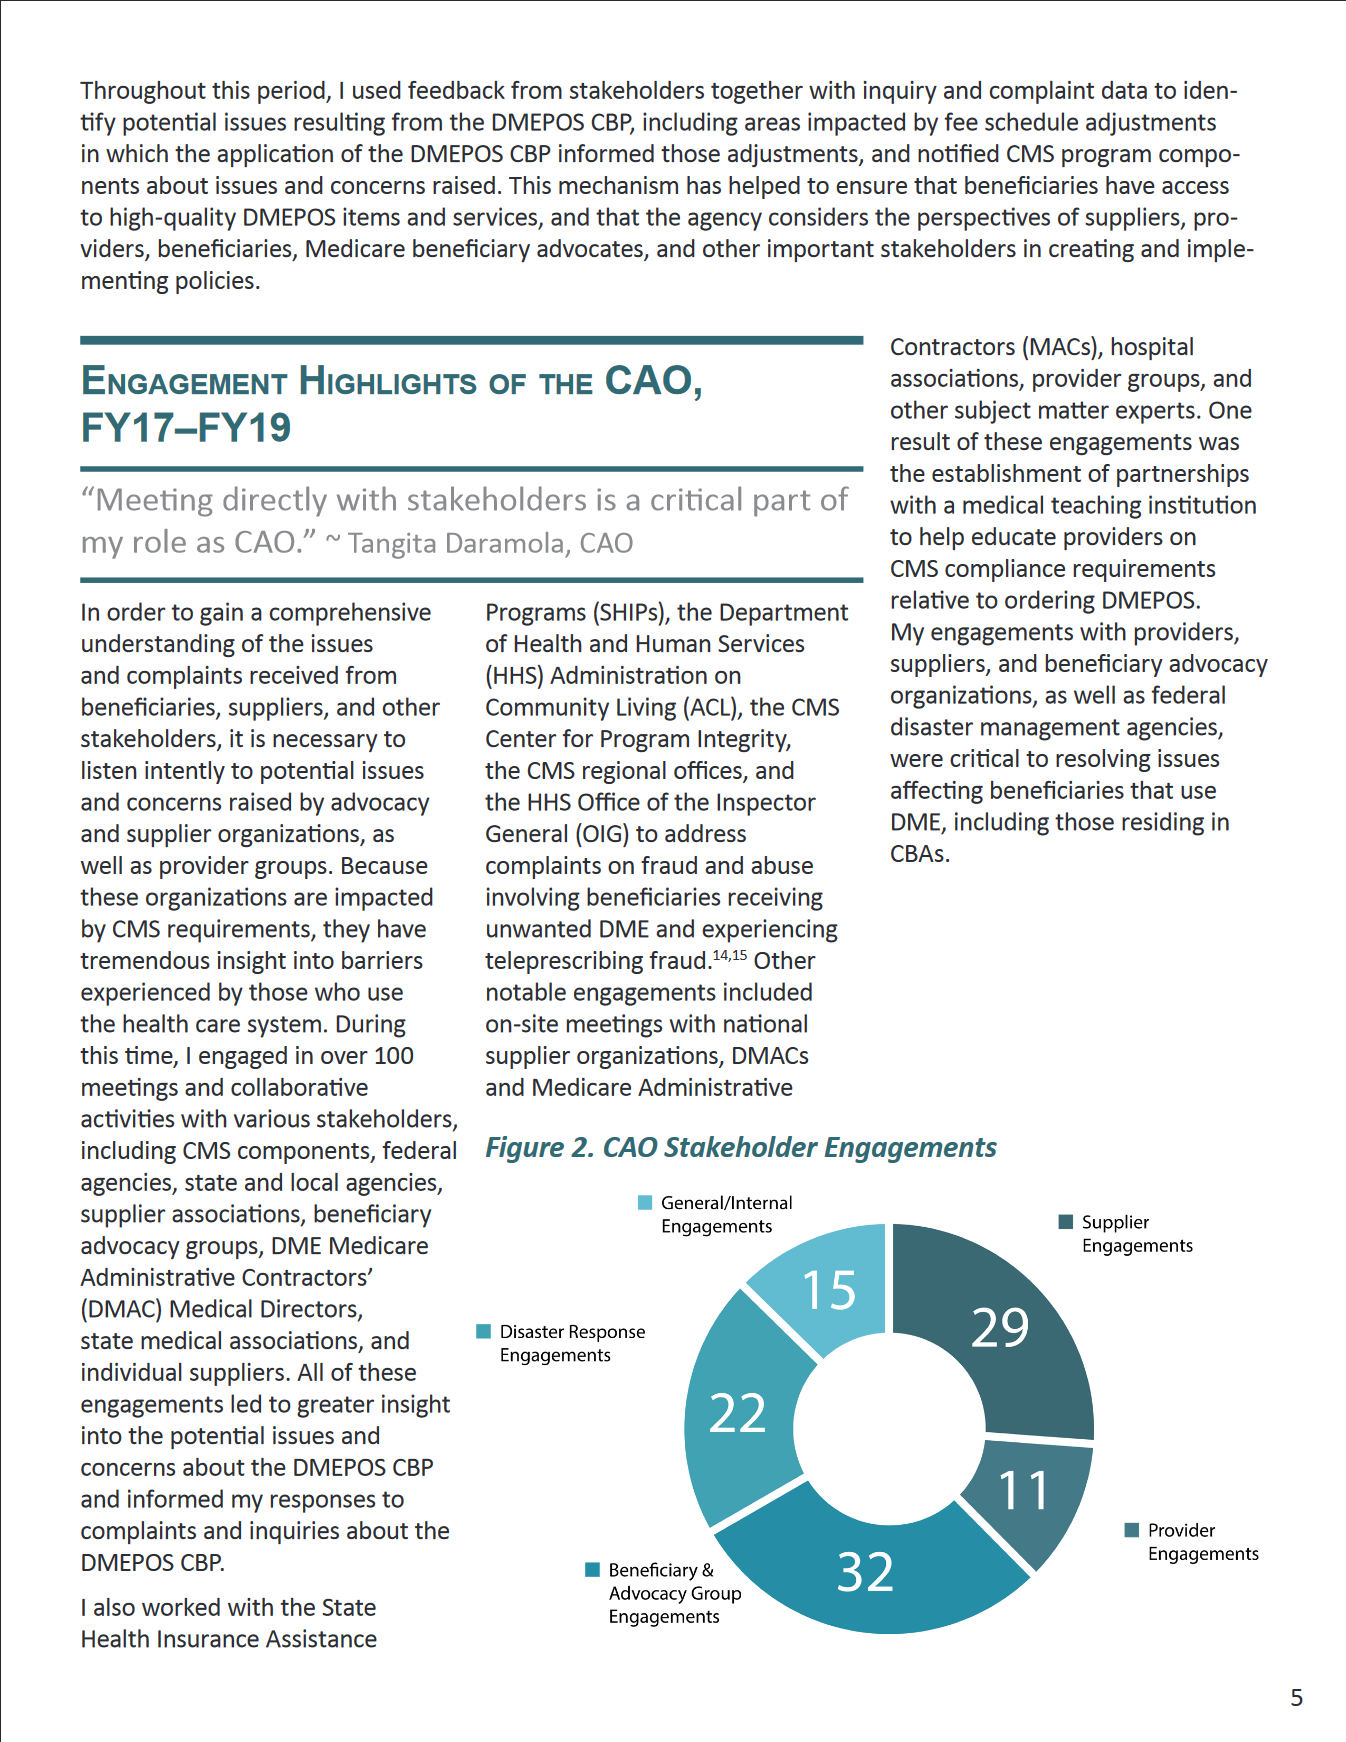 Throughout this period, I used feedback from stakeholders together with inquiry and complaint data to iden-
tify potential issues resulting from the DMEPOS CBP, including areas impacted by fee schedule adjustments
in which the application of the DMEPOS CBP informed those adjustments, and notified CMS program compo-
nents about issues and concerns raised. This mechanism has helped to ensure that beneficiaries have access
to high-quality DMEPOS items and services, and that the agency considers the perspectives of suppliers, pro-
viders, beneficiaries, Medicare beneficiary advocates, and other important stakeholders in creating and imple-
menting policies.
Engagement Highlights of the CAO,
FY17–FY19
“Meeting directly with stakeholders is a critical part of
my role as CAO.” ~ Tangita Daramola, CAO
In order to gain a comprehensive
understanding of the issues
and complaints received from
beneficiaries, suppliers, and other
stakeholders, it is necessary to
listen intently to potential issues
and concerns raised by advocacy
and supplier organizations, as
well as provider groups. Because
these organizations are impacted
by CMS requirements, they have
tremendous insight into barriers
experienced by those who use
the health care system. During
this time, I engaged in over 100
meetings and collaborative
activities with various stakeholders,
including CMS components, federal
agencies, state and local agencies,
supplier associations, beneficiary
advocacy groups, DME Medicare
Administrative Contractors’
(DMAC) Medical Directors,
state medical associations, and
individual suppliers. All of these
engagements led to greater insight
into the potential issues and
concerns about the DMEPOS CBP
and informed my responses to
complaints and inquiries about the
DMEPOS CBP.
I also worked with the State
Health Insurance Assistance
Programs (SHIPs), the Department
of Health and Human Services
(HHS) Administration on
Community Living (ACL), the CMS
Center for Program Integrity,
the CMS regional offices, and
the HHS Office of the Inspector
General (OIG) to address
complaints on fraud and abuse
involving beneficiaries receiving
unwanted DME and experiencing
teleprescribing fraud.14,15 Other
notable engagements included
on-site meetings with national
supplier organizations, DMACs
and Medicare Administrative
Contractors (MACs), hospital
associations, provider groups, and
other subject matter experts. One
result of these engagements was
the establishment of partnerships
with a medical teaching institution
to help educate providers on
CMS compliance requirements
relative to ordering DMEPOS.
My engagements with providers,
suppliers, and beneficiary advocacy
organizations, as well as federal
disaster management agencies,
were critical to resolving issues
affecting beneficiaries that use
DME, including those residing in
CBAs.
Figure 2. CAO Stakeholder Engagements
General/Internal
Engagements
Supplier
Engagements
15
29
Disaster Response
Engagements
22
11
Provider
Engagements
32
Beneficiary &
Advocacy Group
Engagements
5